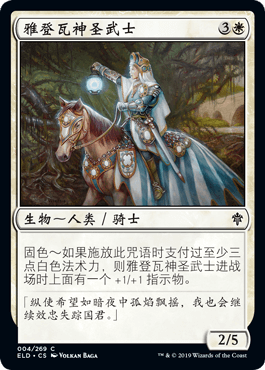 雅登瓦神圣武士 3
生物～人类／骑士
固色～如果施放此咒语时支付过至少三
点白色法术力，则雅登瓦神圣武士进战
场时上面有一个 +1/+1 指示物。
「纵使希望如暗夜中孤焰飘摇，我也会继
续效忠失踪国君。」
2/5
004/269 C
ELD • CS VOLKAN BAGA
™ & © 2019 Wizards of the Coast